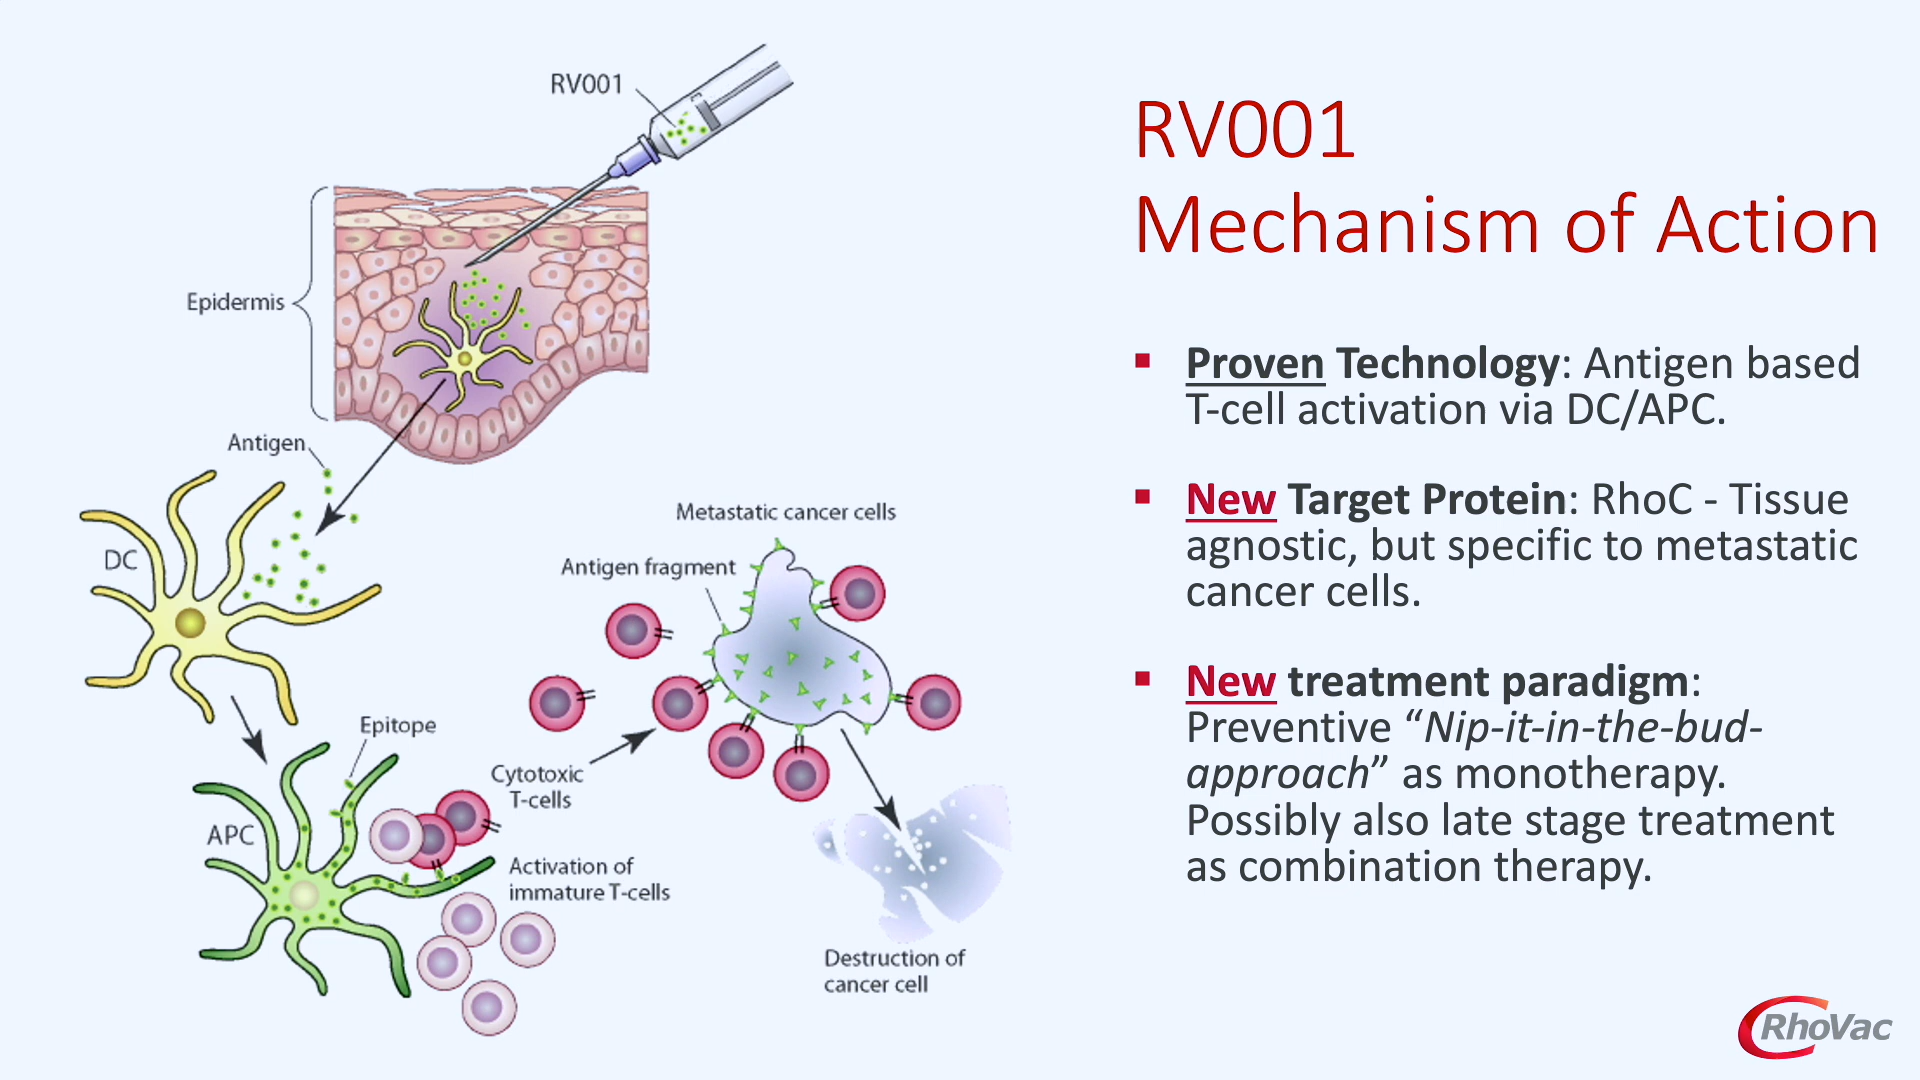 RV001
Epidermis
Antigen
DC
Epitope
APC
Activation of
immature T-cells
Cytotoxic
T-cells
Antigen fragment
Metastatic cancer cells
Destruction of
cancer cell
RV001
Mechanism of Action
▪ Proven Technology: Antigen based
T-cell activation via DC/APC.
▪ New Target Protein: RhoC - Tissue
agnostic, but specific to metastatic
cancer cells.
▪ New treatment paradigm:
Preventive “Nip-it-in-the-bud-
approach” as monotherapy.
Possibly also late stage treatment
as combination therapy.
RhoVac